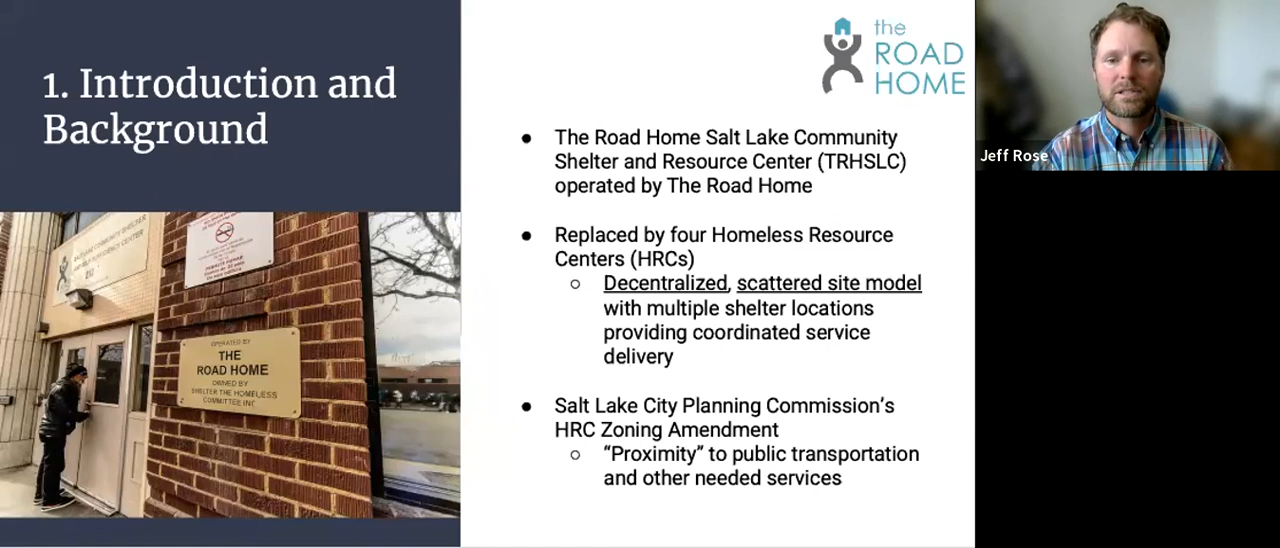 1. Introduction and
Background
the
ROAD
HOME
● The Road Home Salt Lake Community
Shelter and Resource Center (TRHSLC)
operated by The Road Home
● Replaced by four Homeless Resource
Centers (HRCs)
○ Decentralized, scattered site model
with multiple shelter locations
providing coordinated service
delivery
● Salt Lake City Planning Commission’s
HRC Zoning Amendment
○ “Proximity” to public transportation
and other needed services
Jeff Rose
OPERATED BY
THE
ROAD HOME
OWNED BY
SHELTER THE HOMELESS
COMMITTEE INC